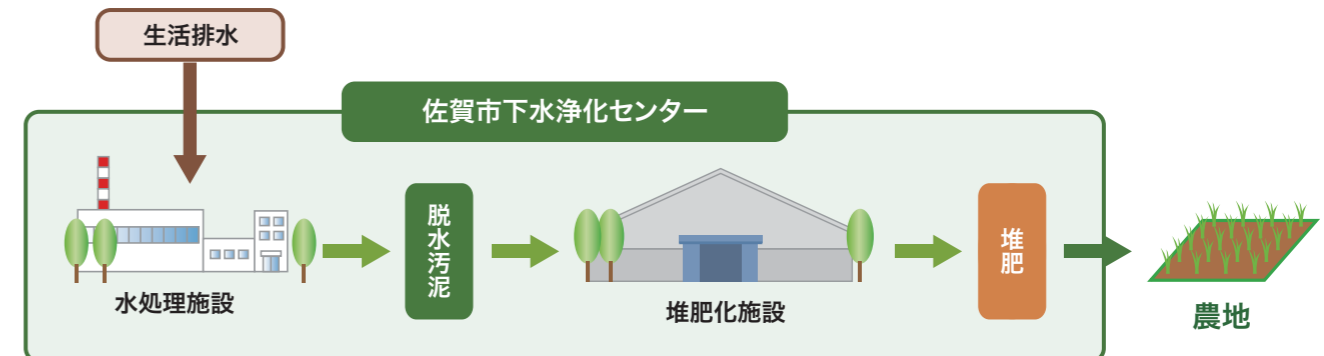 生活排水
佐賀市下水浄化センター
水処理施設
脱水汚泥
堆肥化施設
堆肥
農地